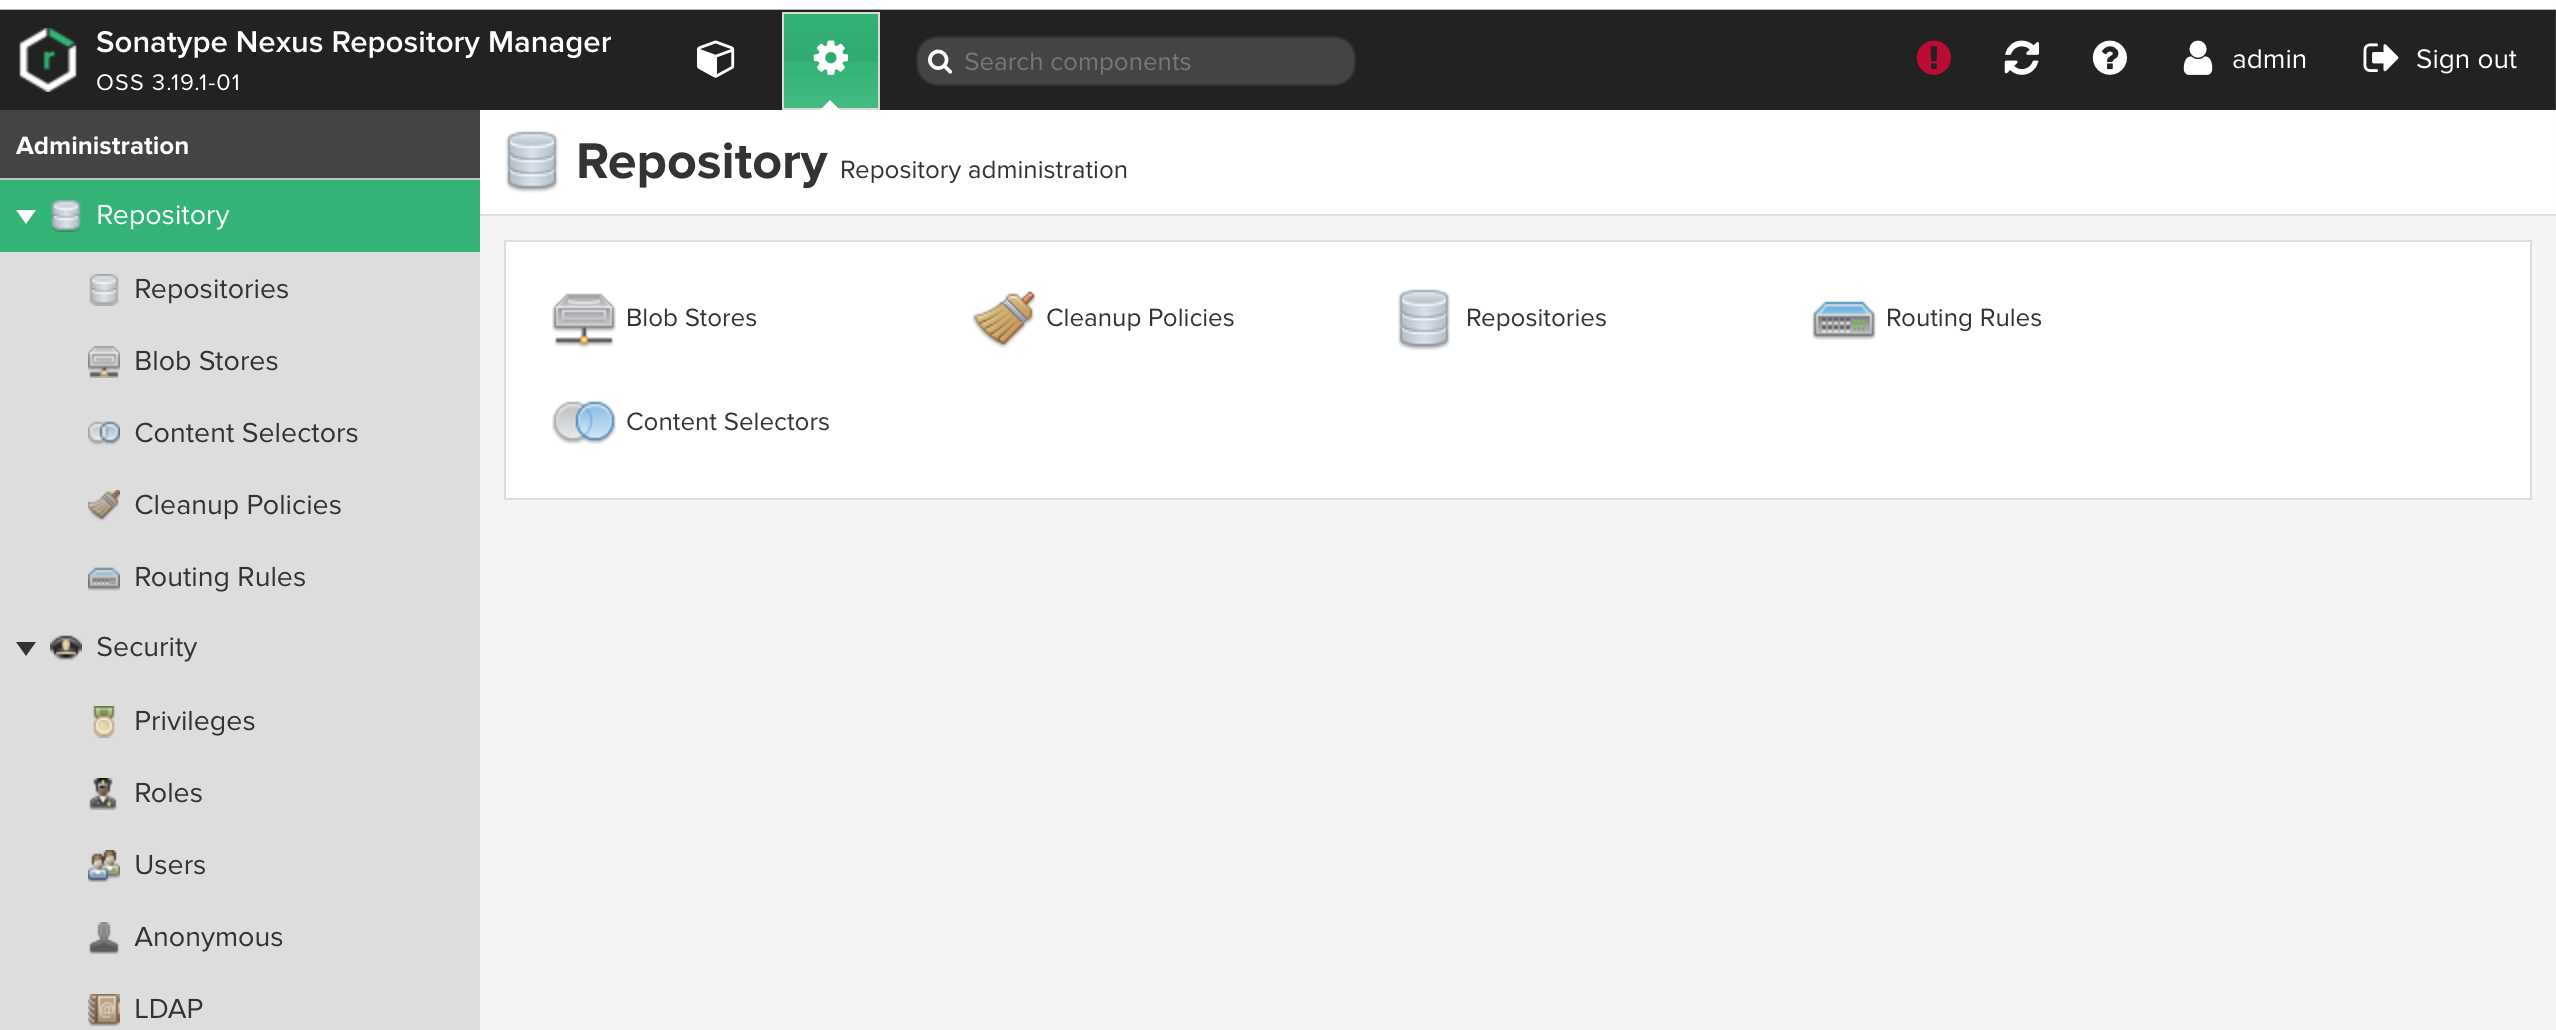 Sonatype Nexus Repository Manager
OSS 3.19.1-01
Search components
admin
Sign out
Administration
Repository
Repositories
Blob Stores
Content Selectors
Cleanup Policies
Routing Rules
Security
Privileges
Roles
Users
Anonymous
LDAP
Repository Repository administration
Blob Stores
Cleanup Policies
Repositories
Routing Rules
Content Selectors